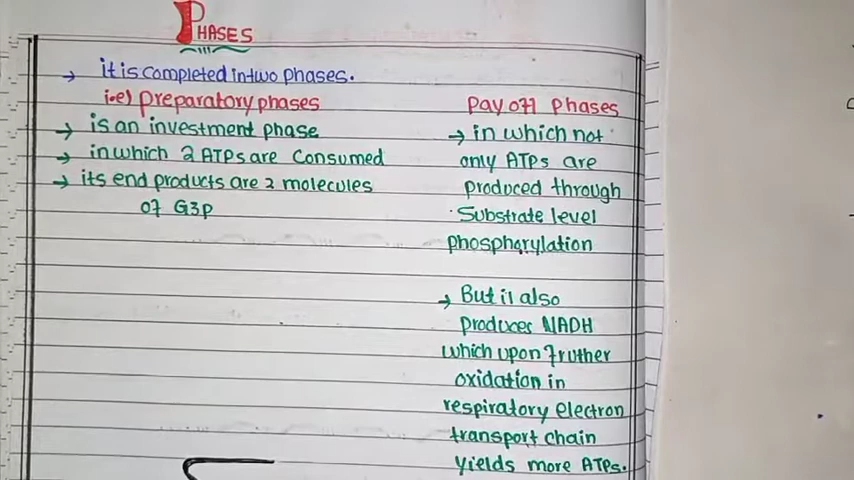 PHASES
→ it is completed in two phases.
i.e) preparatory phases
→ is an investment phase
→ in which 2 ATPs are Consumed
→ its end products are 2 molecules
of G3p
Pay off Phases
→ in which not
only ATPs are
produced through
Substrate level
phosphorylation
→ But it also
produces NADH
which upon fruther
oxidation in
respiratory electron
transport chain
yields more ATPs.